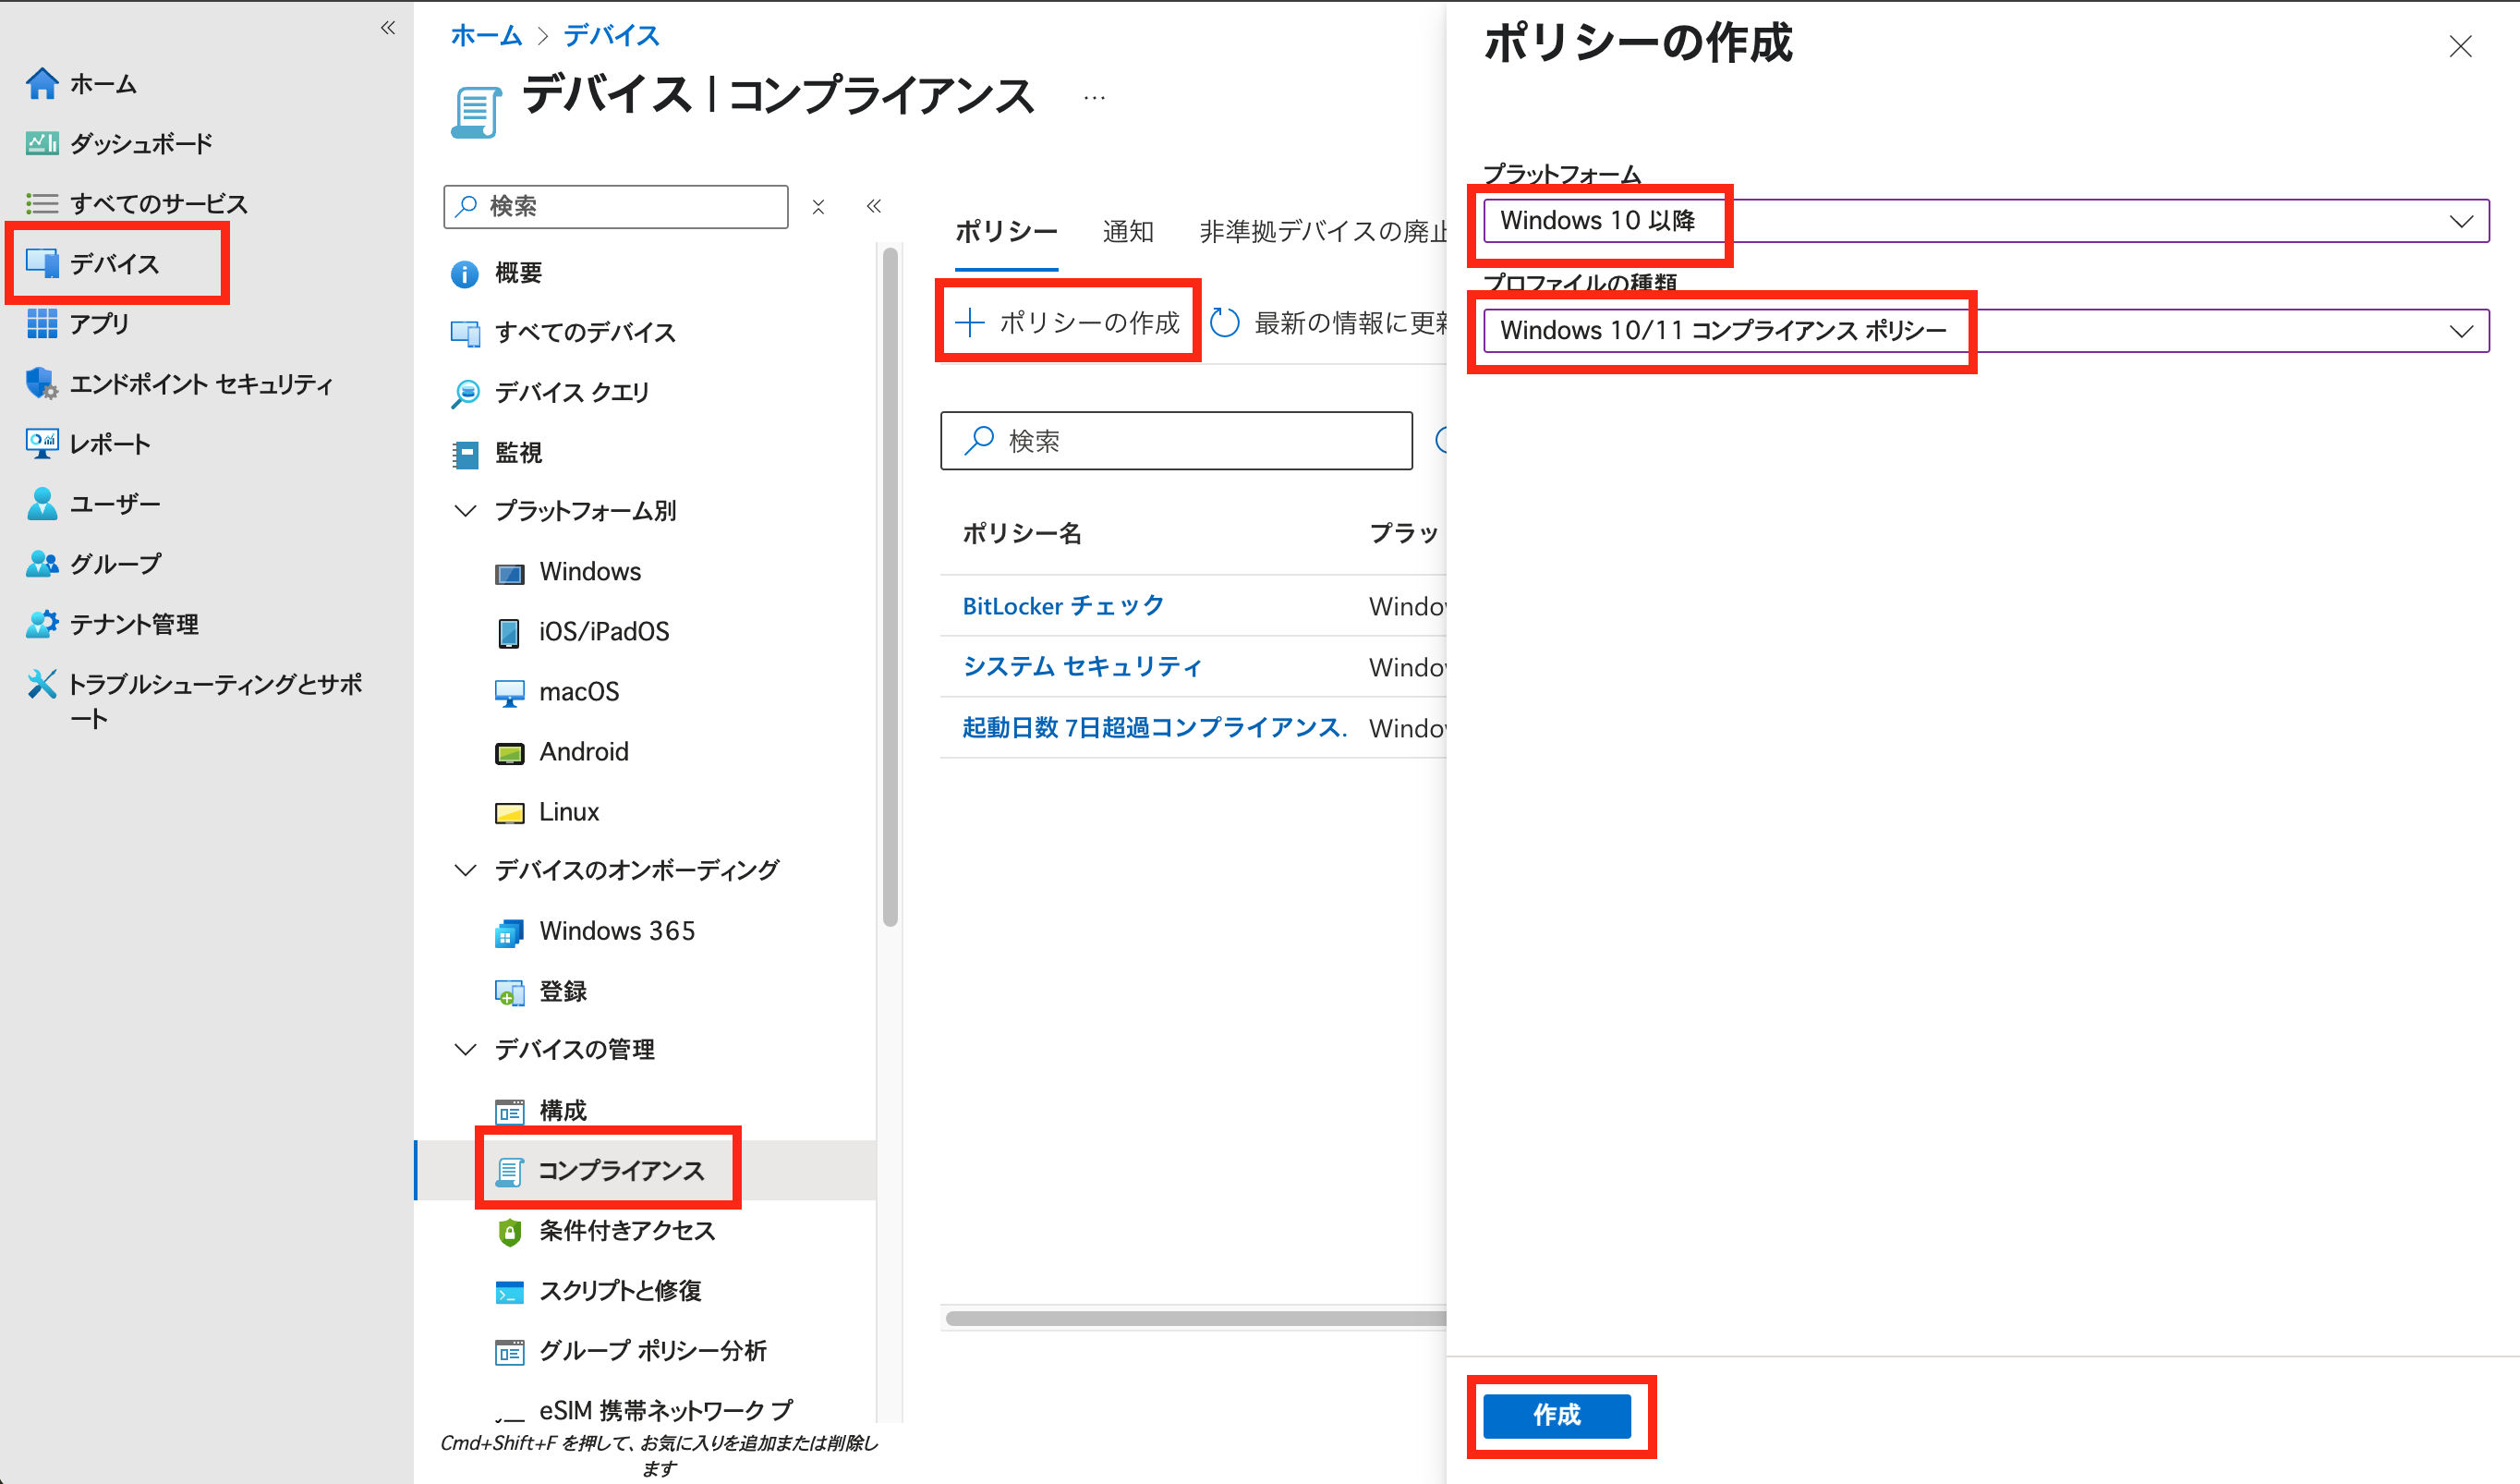 ホーム
ダッシュボード
すべてのサービス
デバイス
アプリ
エンドポイント セキュリティ
レポート
ユーザー
グループ
テナント管理
トラブルシューティングとサポ
ート
ホーム > デバイス
デバイス | コンプライアンス ...
検索
概要
すべてのデバイス
デバイス クエリ
監視
プラットフォーム別
Windows
iOS/iPadOS
macOS
Android
Linux
デバイスのオンボーディング
Windows 365
登録
デバイスの管理
構成
コンプライアンス
条件付きアクセス
スクリプトと修復
グループ ポリシー分析
eSIM 携帯ネットワーク プ
Cmd+Shift+F を押して、お気に入りを追加または削除し
ます
ポリシー 通知 非準拠デバイスの廃止
ポリシーの作成 最新の情報に更新
検索
ポリシー名 プラッ
BitLocker チェック Windo
システム セキュリティ Windo
起動日数 7日超過コンプライアンス. Windo
ポリシーの作成
プラットフォーム
Windows 10 以降
プロファイルの種類
Windows 10/11 コンプライアンス ポリシー
作成